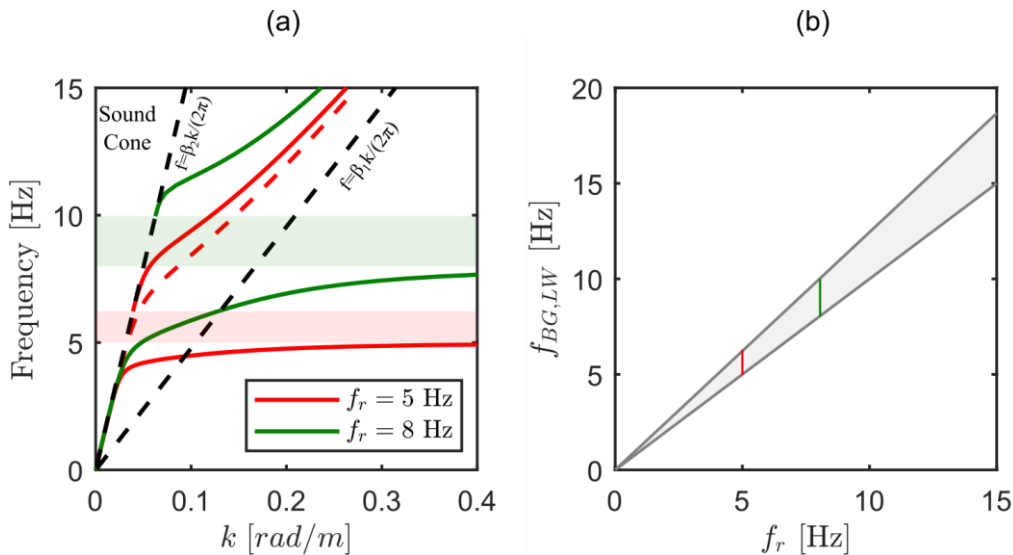 (a)
(b)
15
10
5
0
Frequency [Hz]
Sound
Cone
f=β₂k/(2π)
f=β₁k/(2π)
f_r = 5 Hz
f_r = 8 Hz
0
0.1
0.2
0.3
0.4
k [rad/m]
20
15
10
5
0
f_{BG,LW} [Hz]
0
5
10
15
f_r [Hz]